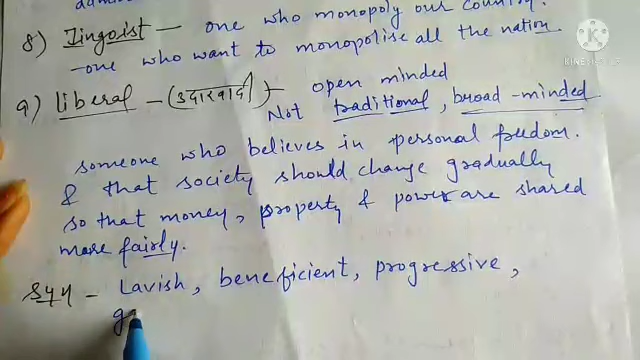 8) Jingoist - one who monopoly our country.
- one who want to monopolise all the nation.
9) liberal - (उदारवादी) - open minded
Not traditional, broad-minded
someone who believes in personal freedom.
& that society should change gradually
so that money, property & power are shared
more fairly.
Syn - Lavish, beneficient, progressive,
g